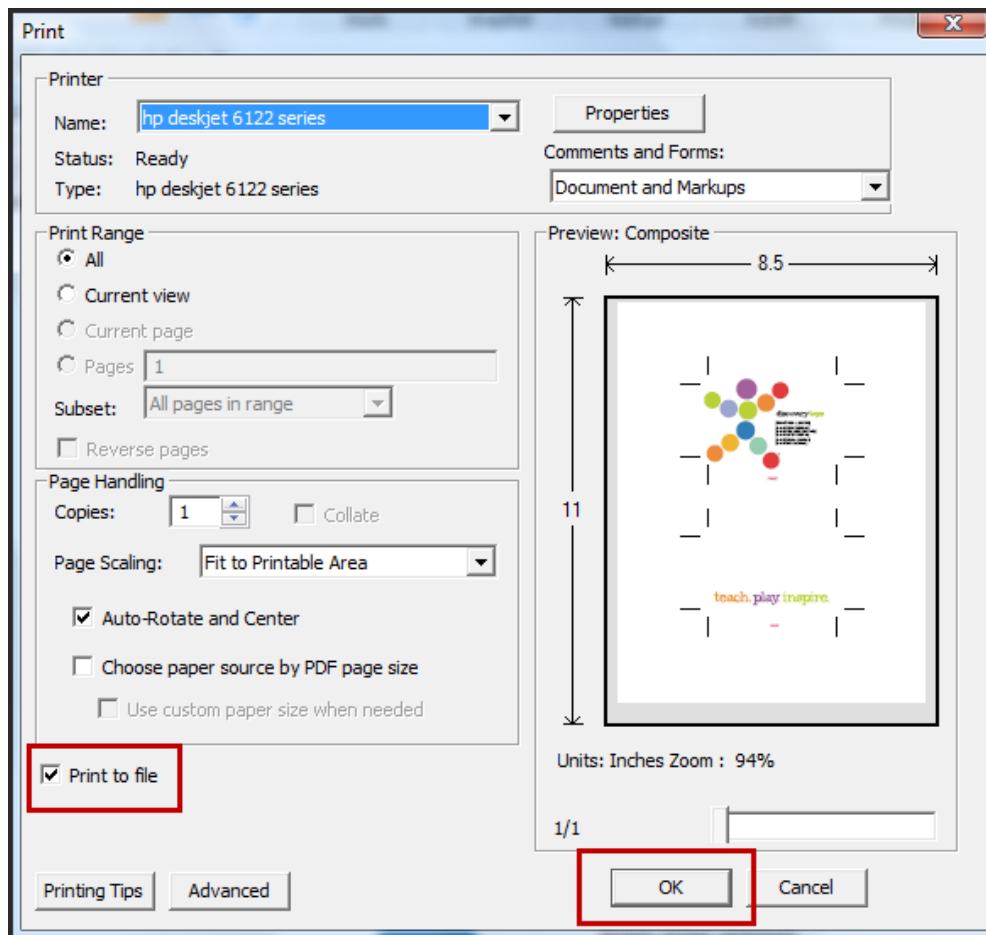 Print
Printer
Name: hp deskjet 6122 series
Properties
Status: Ready
Comments and Forms:
Type: hp deskjet 6122 series
Document and Markups
Print Range
All
Current view
Current page
Pages 1
Subset: All pages in range
Reverse pages
Page Handling
Copies: 1
Collate
Page Scaling: Fit to Printable Area
Auto-Rotate and Center
Choose paper source by PDF page size
Use custom paper size when needed
Print to file
Printing Tips
Advanced
Preview: Composite
8.5
11
teach. play. inspire.
Units: Inches Zoom : 94%
1/1
OK
Cancel